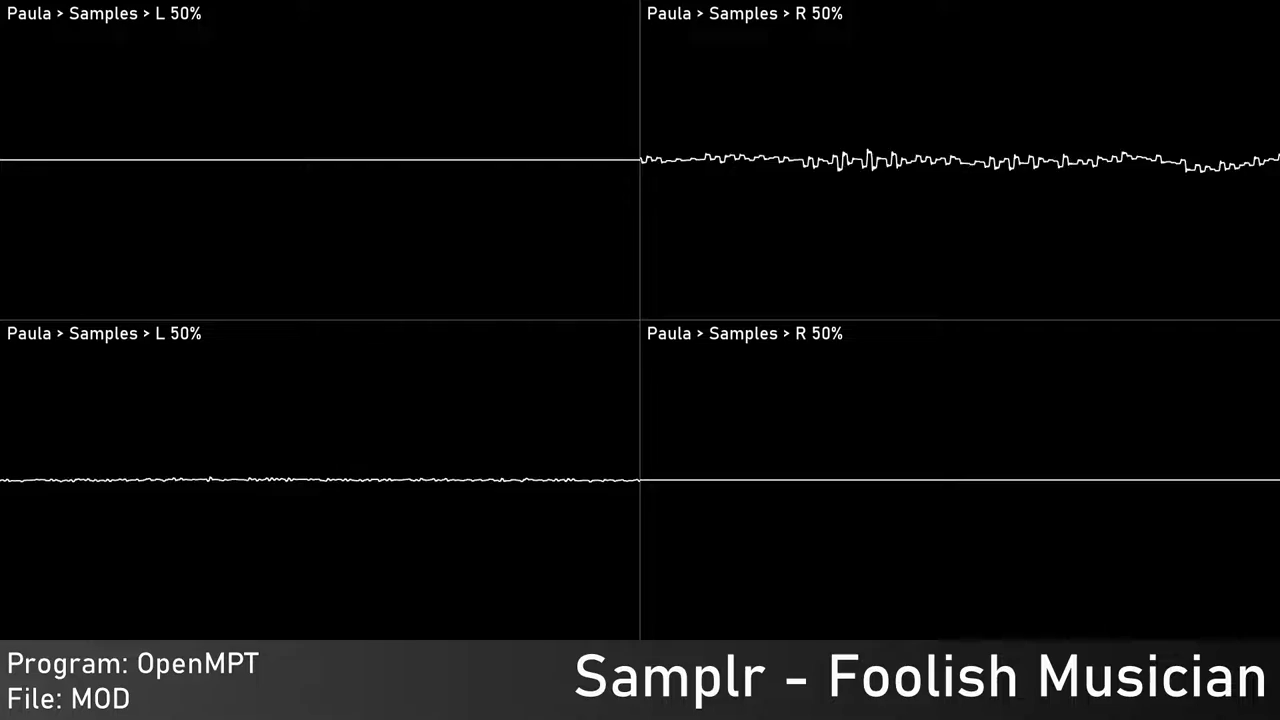 Paula > Samples > L 50%
Paula > Samples > R 50%
Paula > Samples > L 50%
Paula > Samples > R 50%
Program: OpenMPT
File: MOD
Samplr - Foolish Musician